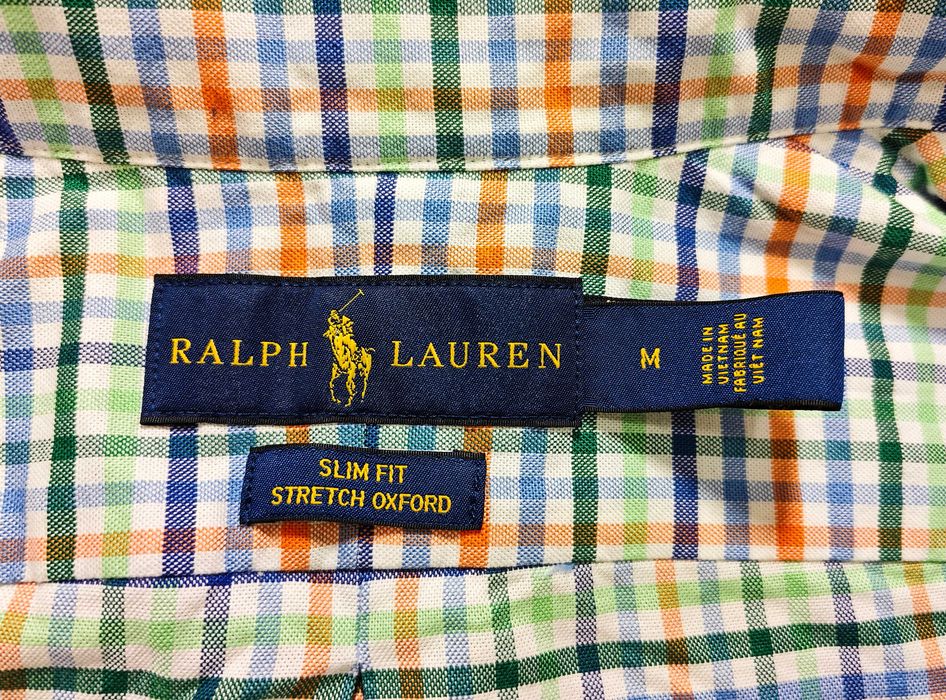 RALPH LAUREN
M
MADE IN
VIETNAM
FABRIQUÉ AU
VIÊT NAM
SLIM FIT
STRETCH OXFORD